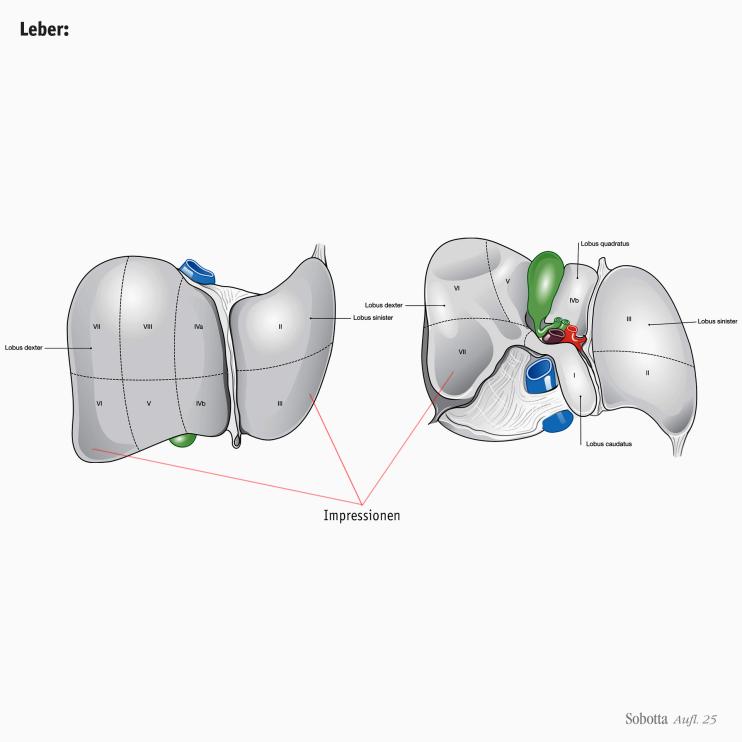 Leber:
Lobus dexter
Lobus sinister
VII
VIII
IVa
II
VI
V
IVb
III
Lobus quadratus
Lobus dexter
Lobus sinister
VI
V
IVb
III
VII
I
II
Lobus caudatus
Impressionen
Sobotta Aufl. 25